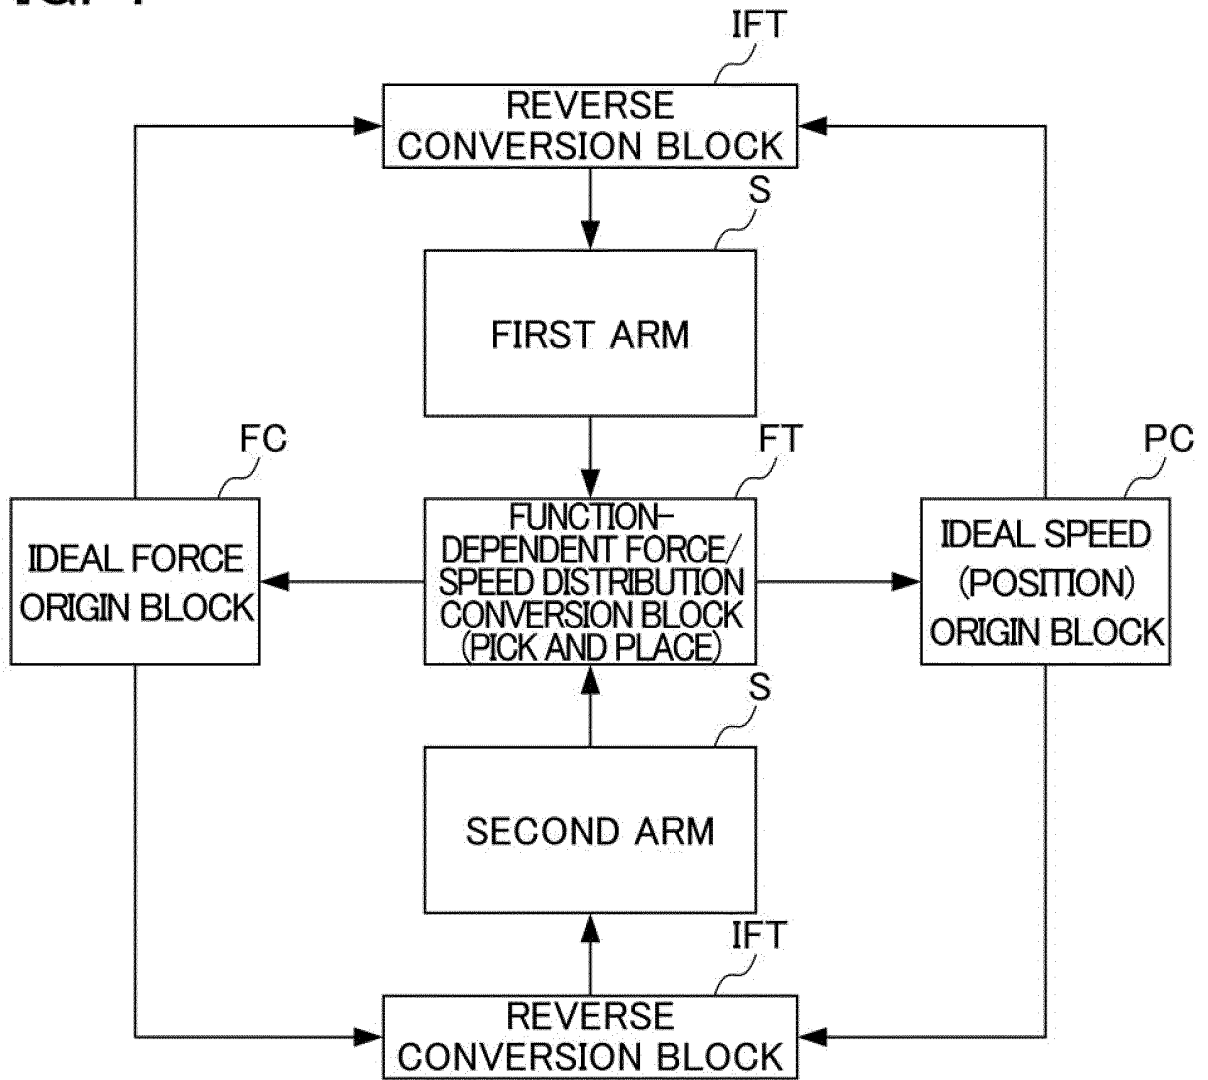 IFT
REVERSE
CONVERSION BLOCK
S
FIRST ARM
FC
FT
PC
IDEAL FORCE
ORIGIN BLOCK
FUNCTION-
DEPENDENT FORCE/
SPEED DISTRIBUTION
CONVERSION BLOCK
(PICK AND PLACE)
IDEAL SPEED
(POSITION)
ORIGIN BLOCK
S
SECOND ARM
IFT
REVERSE
CONVERSION BLOCK